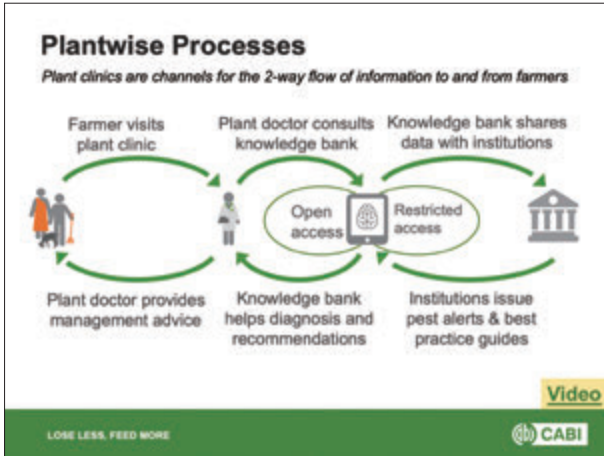 Plantwise Processes
Plant clinics are channels for the 2-way flow of information to and from farmers
Farmer visits
plant clinic
Plant doctor consults
knowledge bank
Knowledge bank shares
data with institutions
Open
access
Restricted
access
Plant doctor provides
management advice
Knowledge bank
helps diagnosis and
recommendations
Institutions issue
pest alerts & best
practice guides
Video
LOSE LESS, FEED MORE
CABI